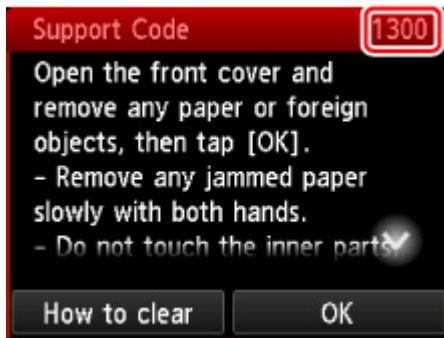 Support Code 1300
Open the front cover and
remove any paper or foreign
objects, then tap [OK].
- Remove any jammed paper
slowly with both hands.
- Do not touch the inner parts
How to clear OK